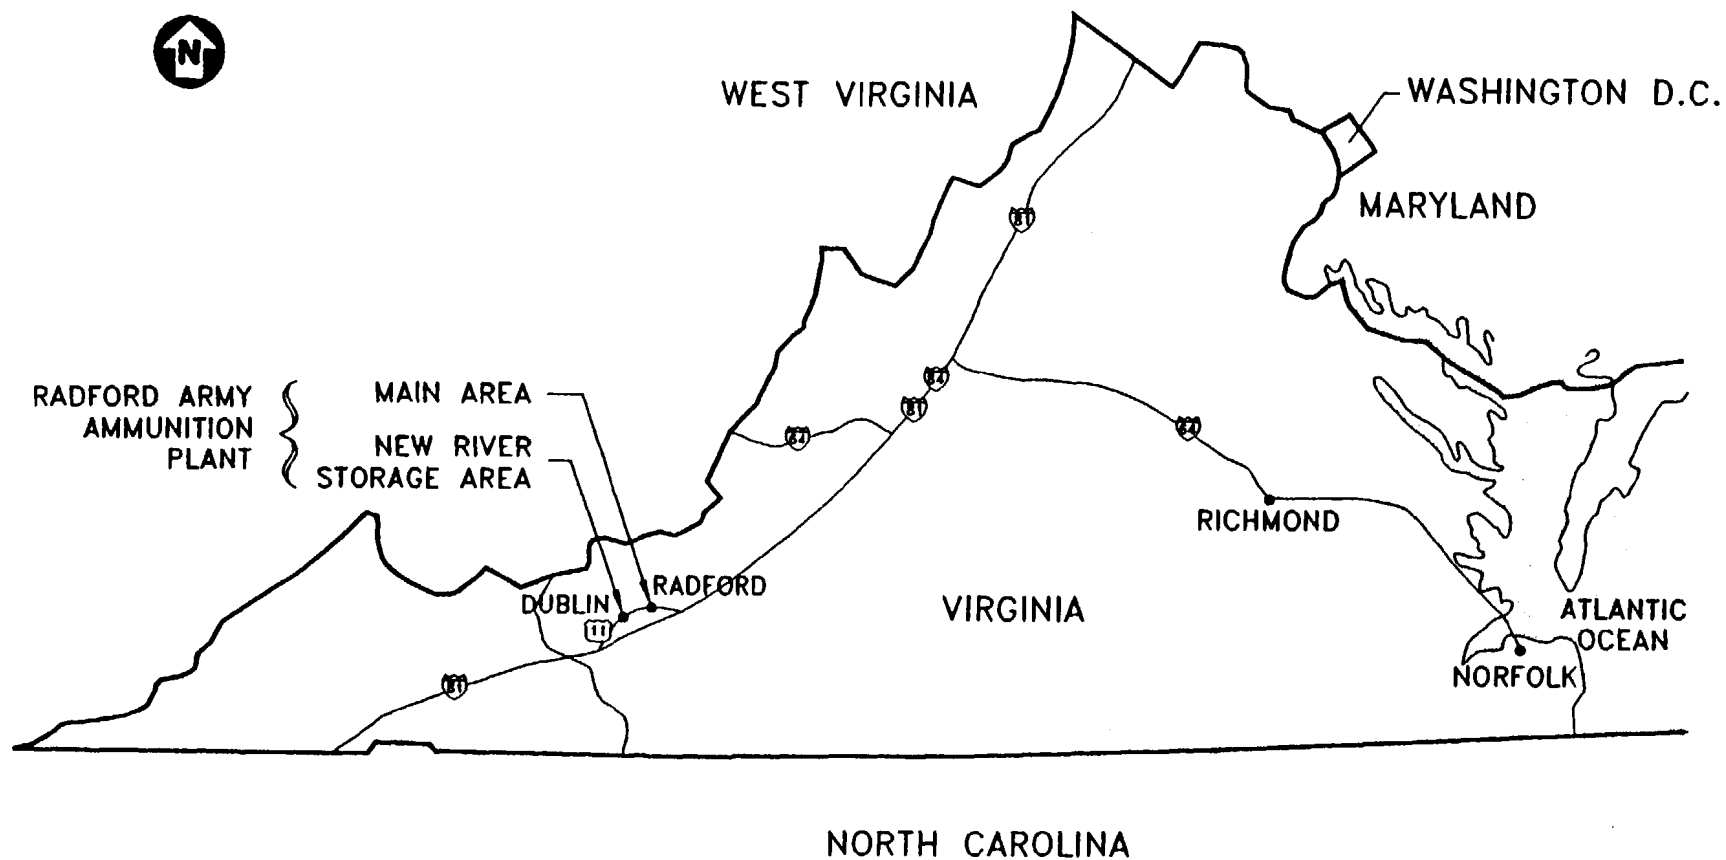 N
WEST VIRGINIA
WASHINGTON D.C.
MARYLAND
81
RADFORD ARMY
AMMUNITION
PLANT
MAIN AREA
NEW RIVER
STORAGE AREA
64
81
64
64
RICHMOND
RADFORD
DUBLIN
11
VIRGINIA
ATLANTIC
OCEAN
NORFOLK
81
NORTH CAROLINA